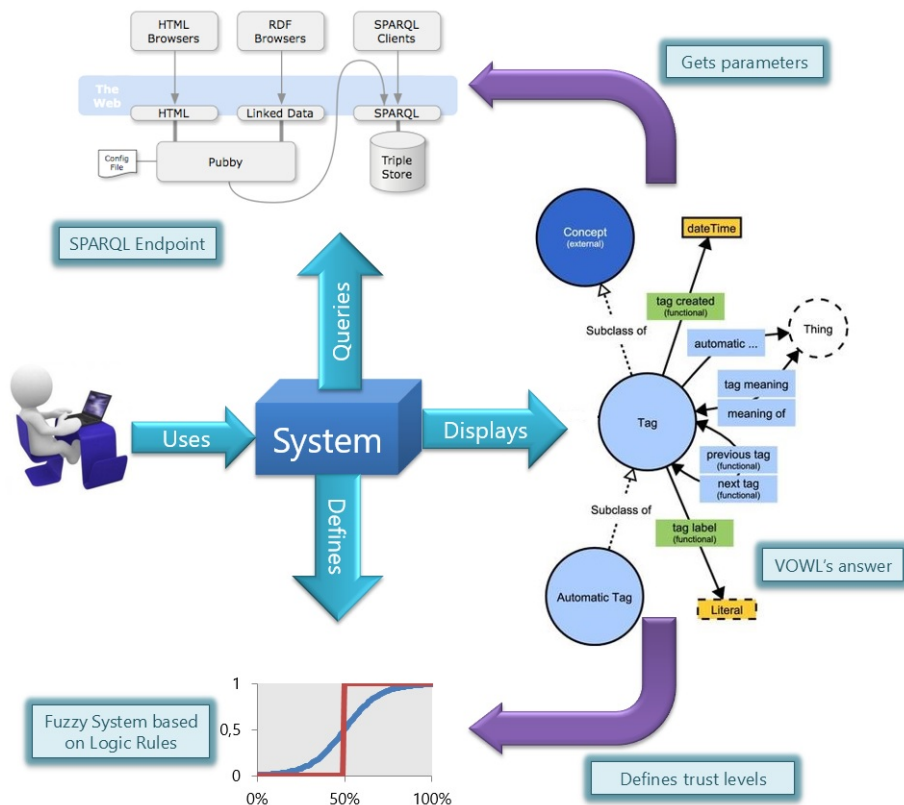 HTML
Browsers
RDF
Browsers
SPARQL
Clients
The
Web
HTML
Linked Data
SPARQL
Config
File
Pubby
Triple
Store
Gets parameters
SPARQL Endpoint
Queries
Uses
System
Displays
Defines
Concept
(external)
dateTime
tag created
(functional)
Subclass of
automatic ...
Thing
tag meaning
meaning of
Tag
previous tag
(functional)
next tag
(functional)
Subclass of
tag label
(functional)
VOWL's answer
Automatic Tag
Literal
Fuzzy System based
on Logic Rules
1
0,5
0
0%
50%
100%
Defines trust levels